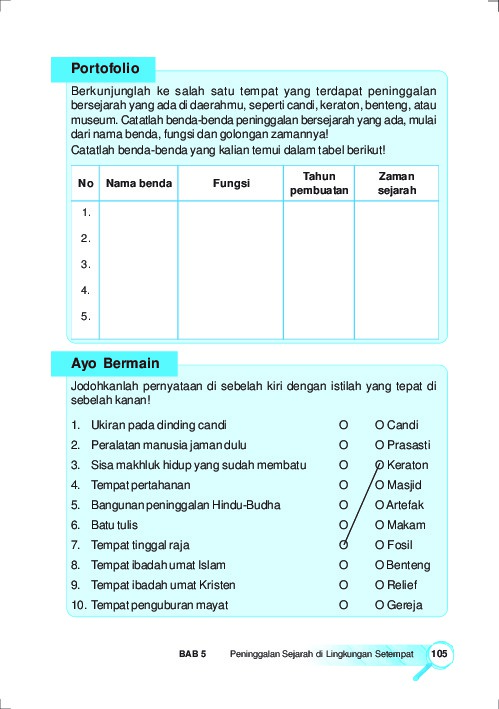 Portofolio
Berkunjunglah ke salah satu tempat yang terdapat peninggalan
bersejarah yang ada di daerahmu, seperti candi, keraton, benteng, atau
museum. Catatlah benda-benda peninggalan bersejarah yang ada, mulai
dari nama benda, fungsi dan golongan zamannya!
Catatlah benda-benda yang kalian temui dalam tabel berikut!
No Nama benda Fungsi Tahun pembuatan Zaman sejarah
1.
2.
3.
4.
5.
Ayo Bermain
Jodohkanlah pernyataan di sebelah kiri dengan istilah yang tepat di
sebelah kanan!
1. Ukiran pada dinding candi O O Candi
2. Peralatan manusia jaman dulu O O Prasasti
3. Sisa makhluk hidup yang sudah membatu O O Keraton
4. Tempat pertahanan O O Masjid
5. Bangunan peninggalan Hindu-Budha O O Artefak
6. Batu tulis O O Makam
7. Tempat tinggal raja O O Fosil
8. Tempat ibadah umat Islam O O Benteng
9. Tempat ibadah umat Kristen O O Relief
10. Tempat penguburan mayat O O Gereja
BAB 5 Peninggalan Sejarah di Lingkungan Setempat 105